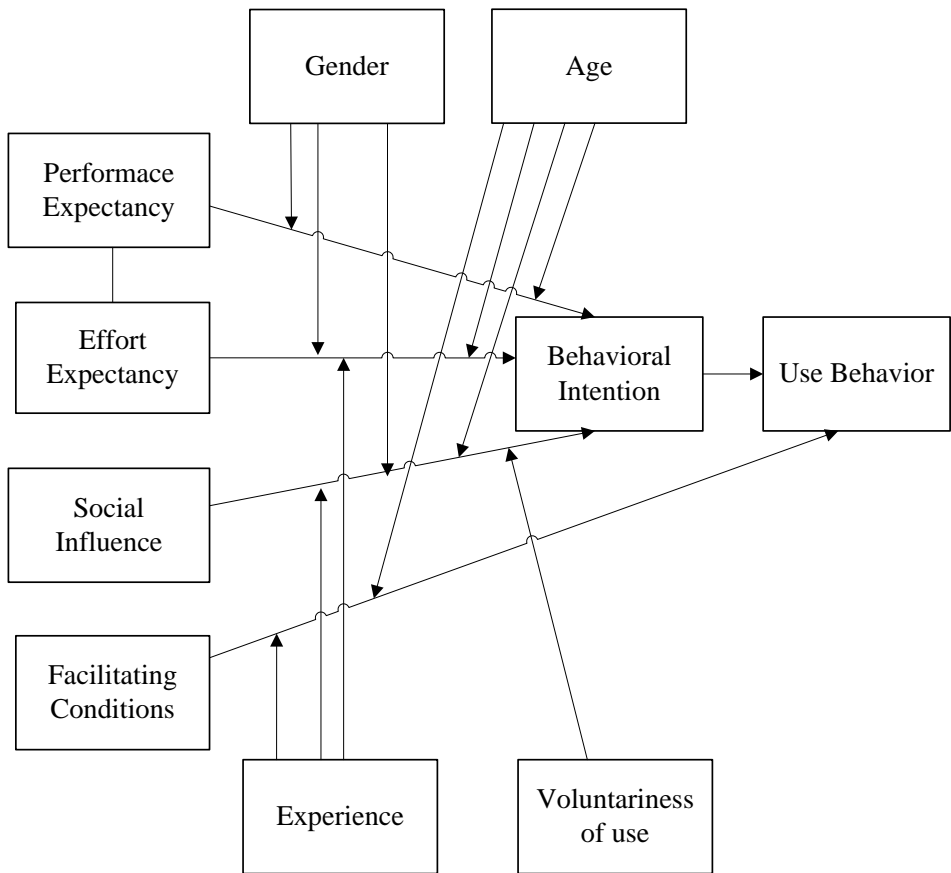 Gender
Age
Performace
Expectancy
Effort
Expectancy
Behavioral
Intention
Use Behavior
Social
Influence
Facilitating
Conditions
Experience
Voluntariness
of use